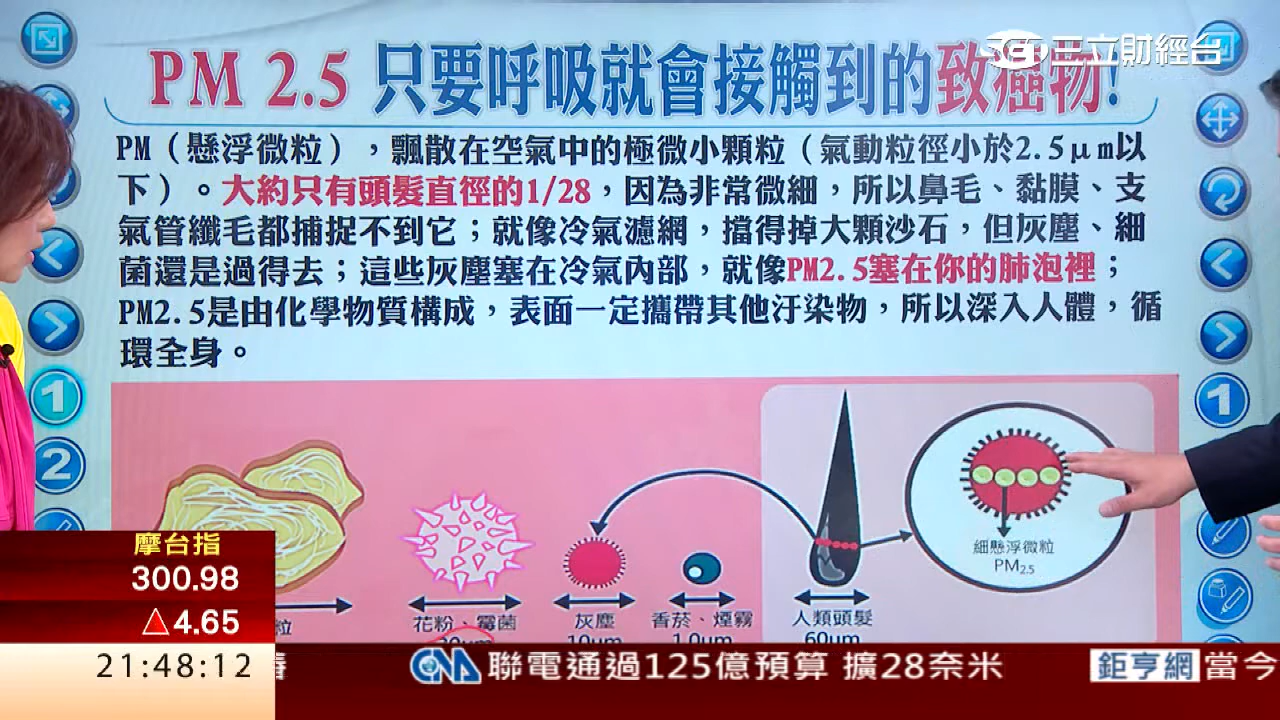 PM 2.5 只要呼吸就會接觸到的致癌物!
三立財經台
PM（懸浮微粒），飄散在空氣中的極微小顆粒（氣動粒徑小於2.5μm以
下）。大約只有頭髮直徑的1/28，因為非常微細，所以鼻毛、黏膜、支
氣管纖毛都捕捉不到它；就像冷氣濾網，擋得掉大顆沙石，但灰塵、細
菌還是過得去；這些灰塵塞在冷氣內部，就像PM2.5塞在你的肺泡裡；
PM2.5是由化學物質構成，表面一定攜帶其他汙染物，所以深入人體，循
環全身。
1
2
1
細懸浮微粒
PM2.5
粒
花粉、霉菌
灰塵
10μm
香菸、煙霧
1.0μm
人類頭髮
60μm
摩台指
300.98
△4.65
21:48:12
CNA 聯電通過125億預算 擴28奈米
鉅亨網 當今